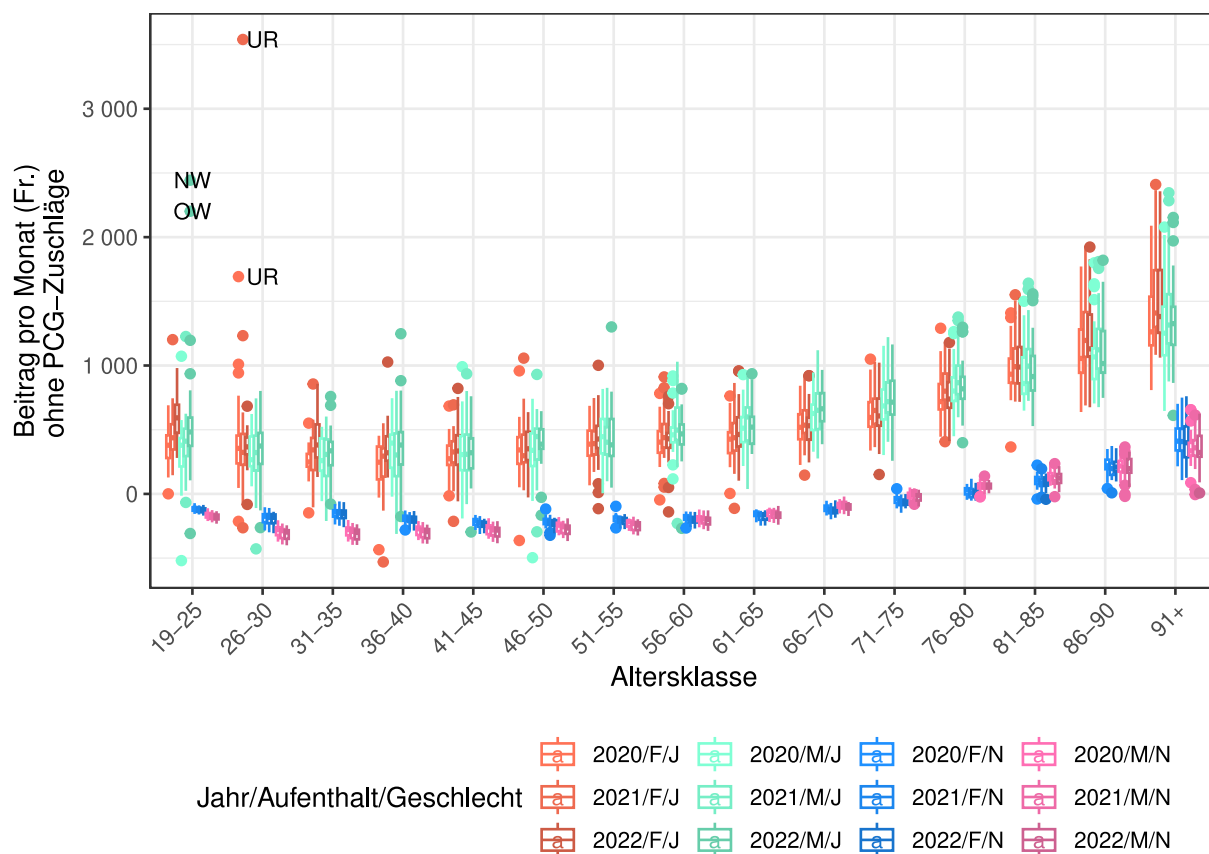 UR
3 000
NW
OW
2 000
UR
1 000
0
Beitrag pro Monat (Fr.)
ohne PCG−Zuschläge
19−25
26−30
31−35
36−40
41−45
46−50
51−55
56−60
61−65
66−70
71−75
76−80
81−85
86−90
91+
Altersklasse
Jahr/Aufenthalt/Geschlecht
a 2020/F/J a 2020/M/J a 2020/F/N a 2020/M/N
a 2021/F/J a 2021/M/J a 2021/F/N a 2021/M/N
a 2022/F/J a 2022/M/J a 2022/F/N a 2022/M/N